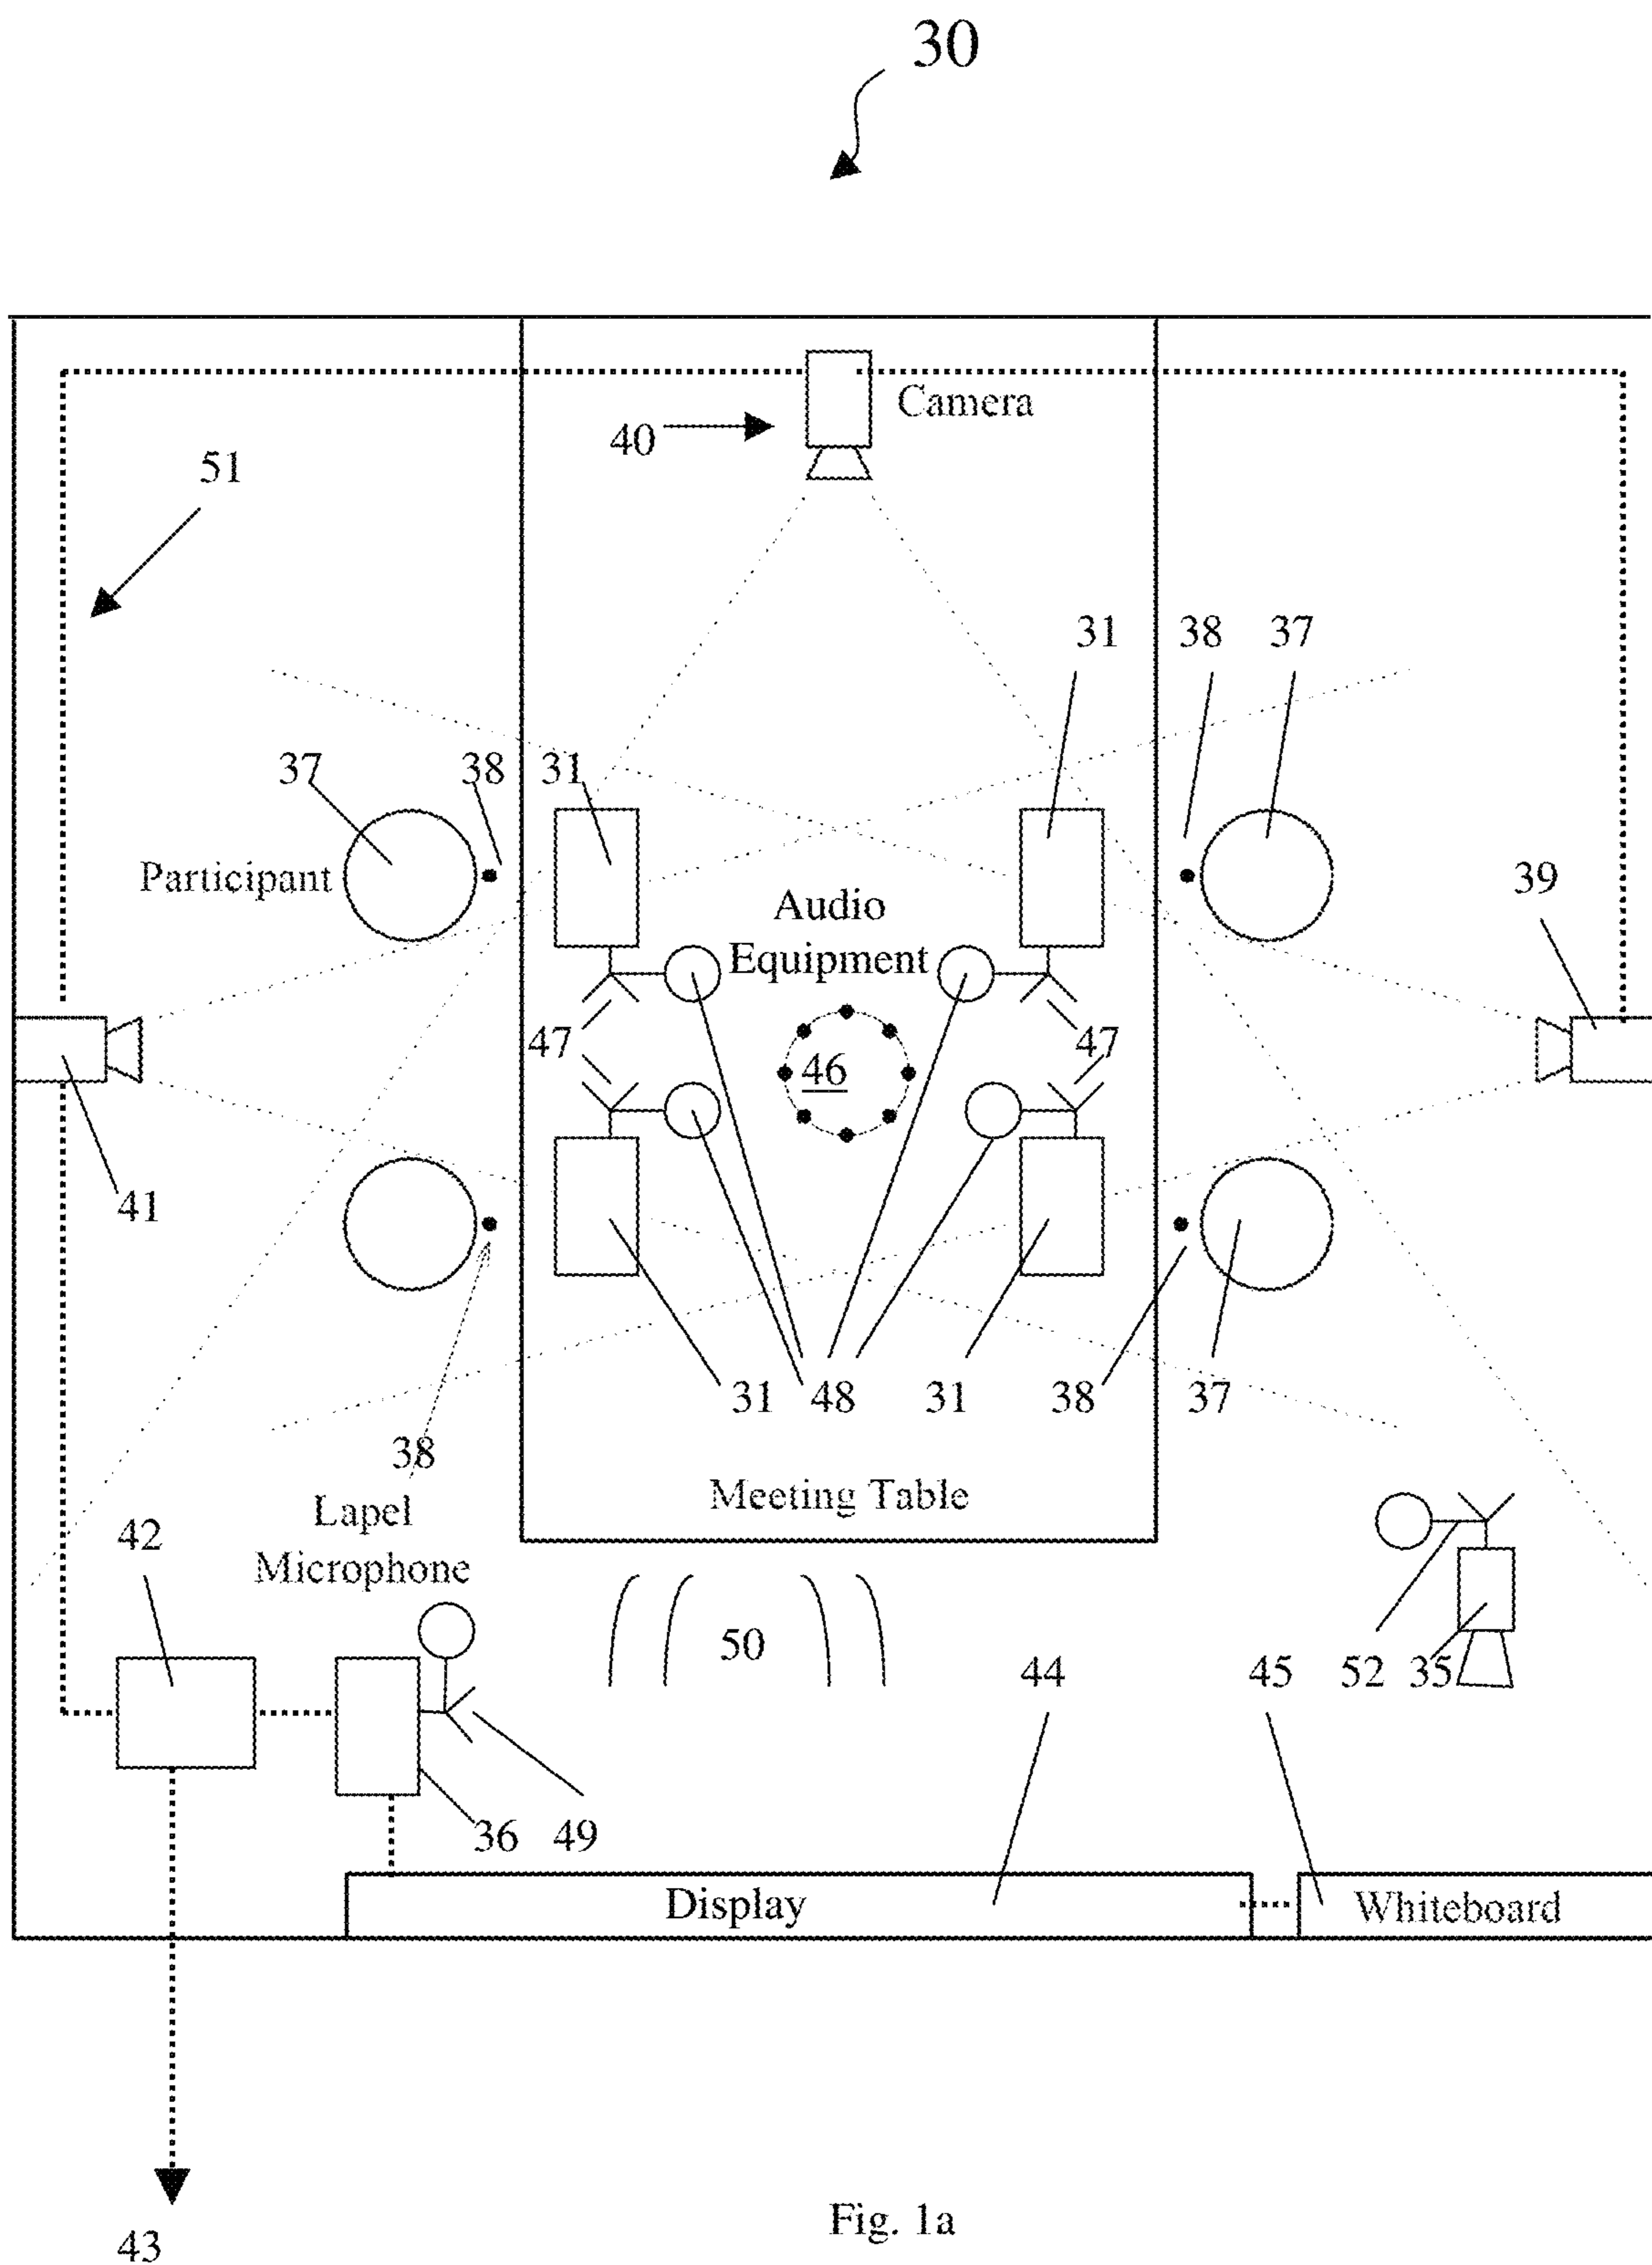 30
Camera
40
51
31 38 37
37 38 31
39
Participant
Audio
Equipment
47 46 47
41
31 48 31 38 37
38
Meeting Table
Lapel
Microphone
42
50 44 45 52 35
36 49
Display
Whiteboard
43
Fig. 1a